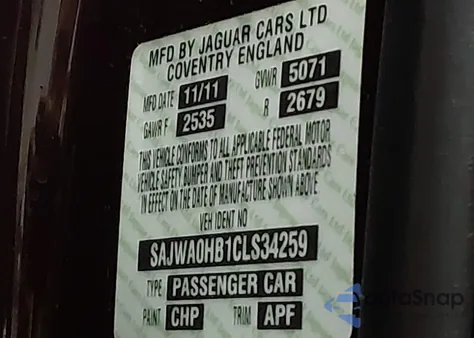 MFD BY JAGUAR CARS LTD
COVENTRY ENGLAND
MFD DATE 11/11 GVWR 5071
GAWR F 2535 R 2679
THIS VEHICLE CONFORMS TO ALL APPLICABLE FEDERAL MOTOR
VEHICLE SAFETY BUMPER AND THEFT PREVENTION STANDARDS
IN EFFECT ON THE DATE OF MANUFACTURE SHOWN ABOVE
VEH IDENT NO
SAJWA0HB1CLS34259
TYPE PASSENGER CAR
PAINT CHP TRIM APF